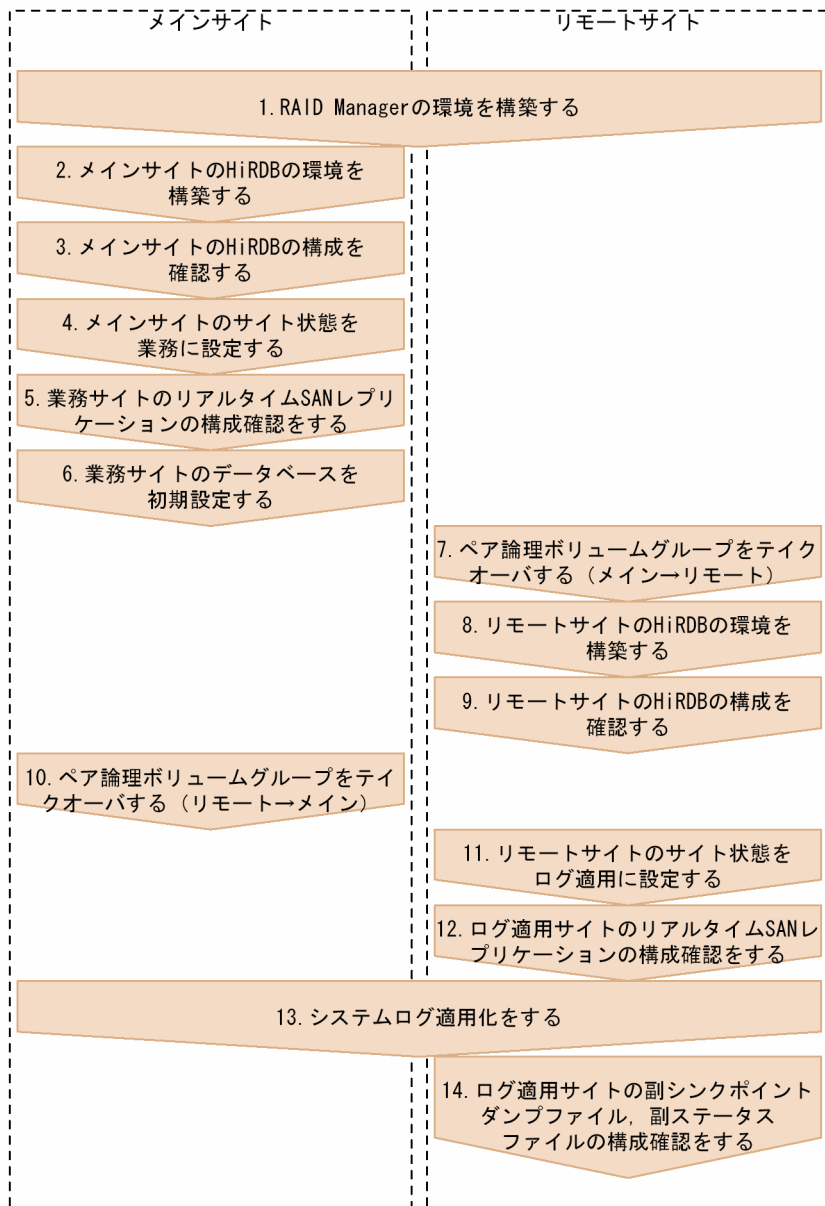 メインサイト
リモートサイト
1.RAID Managerの環境を構築する
2.メインサイトのHiRDBの環境を
構築する
3.メインサイトのHiRDBの構成を
確認する
4.メインサイトのサイト状態を
業務に設定する
5.業務サイトのリアルタイムSANレプリ
ケーションの構成確認をする
6.業務サイトのデータベースを
初期設定する
7.ペア論理ボリュームグループをテイク
オーバする（メイン→リモート）
8.リモートサイトのHiRDBの環境を
構築する
9.リモートサイトのHiRDBの構成を
確認する
10.ペア論理ボリュームグループをテイ
クオーバする（リモート→メイン）
11.リモートサイトのサイト状態を
ログ適用に設定する
12.ログ適用サイトのリアルタイムSANレ
プリケーションの構成確認をする
13.システムログ適用化をする
14.ログ適用サイトの副シンクポイント
ダンプファイル，副ステータス
ファイルの構成確認をする